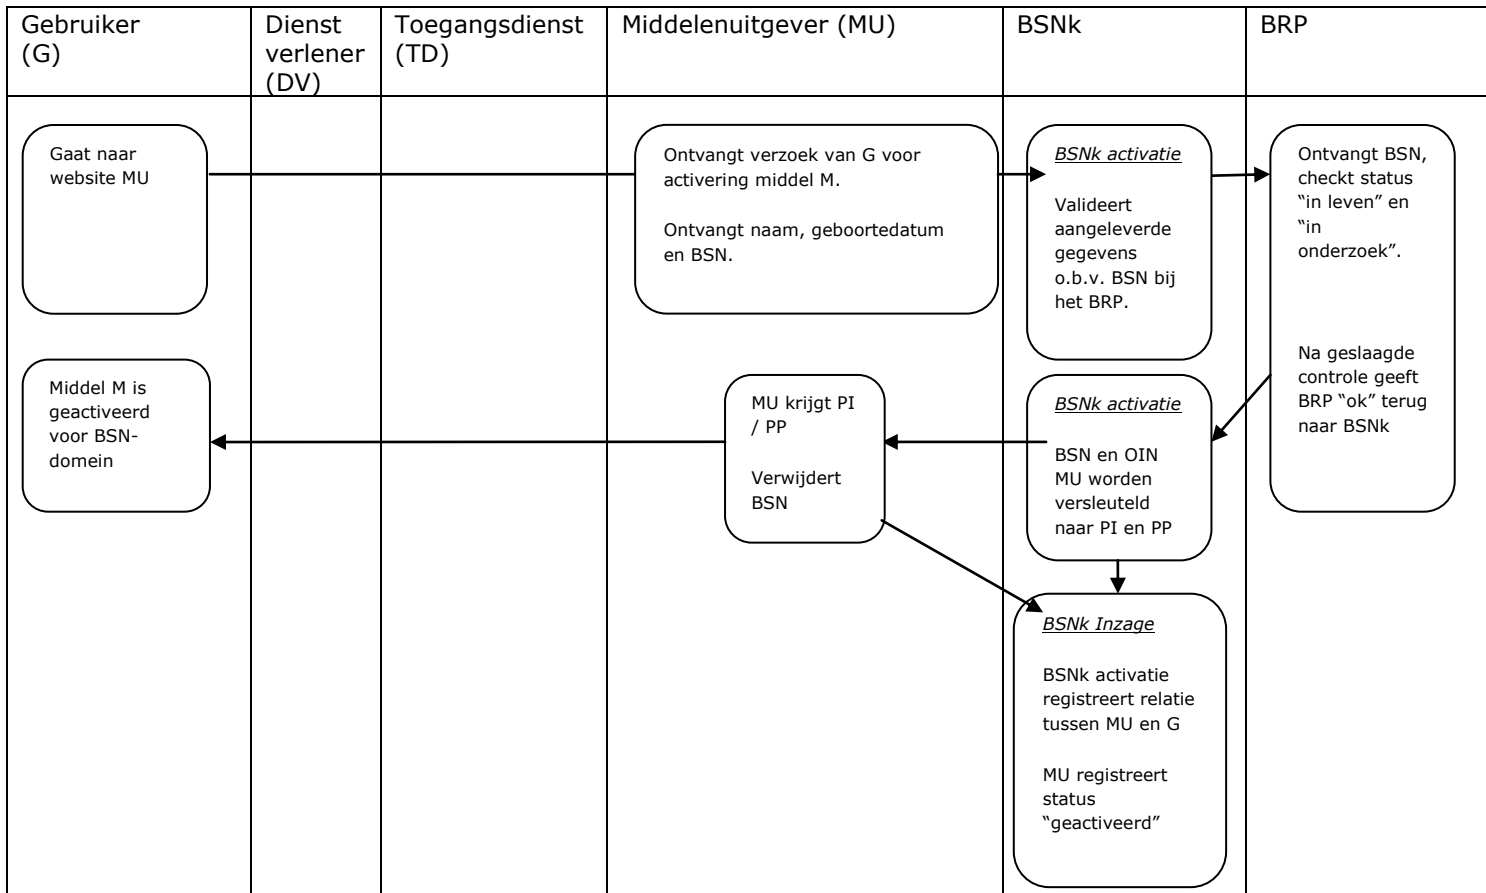 Gebruiker
(G)
Dienst
verlener
(DV)
Toegangsdienst
(TD)
Middelenuitgever (MU)
BSNk
BRP
Gaat naar
website MU
Ontvangt verzoek van G voor
activering middel M.
Ontvangt naam, geboortedatum
en BSN.
BSNk activatie
Valideert
aangeleverde
gegevens
o.b.v. BSN bij
het BRP.
Ontvangt BSN,
checkt status
“in leven” en
“in
onderzoek”.
Na geslaagde
controle geeft
BRP “ok” terug
naar BSNk
Middel M is
geactiveerd
voor BSN-
domein
MU krijgt PI
/ PP
Verwijdert
BSN
BSNk activatie
BSN en OIN
MU worden
versleuteld
naar PI en PP
BSNk Inzage
BSNk activatie
registreert relatie
tussen MU en G
MU registreert
status
“geactiveerd”